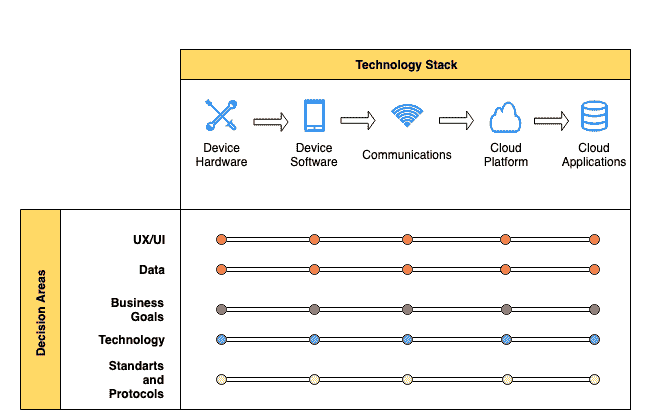 Technology Stack
Device
Hardware
Device
Software
Communications
Cloud
Platform
Cloud
Applications
Decision Areas
UX/UI
Data
Business
Goals
Technology
Standarts
and
Protocols